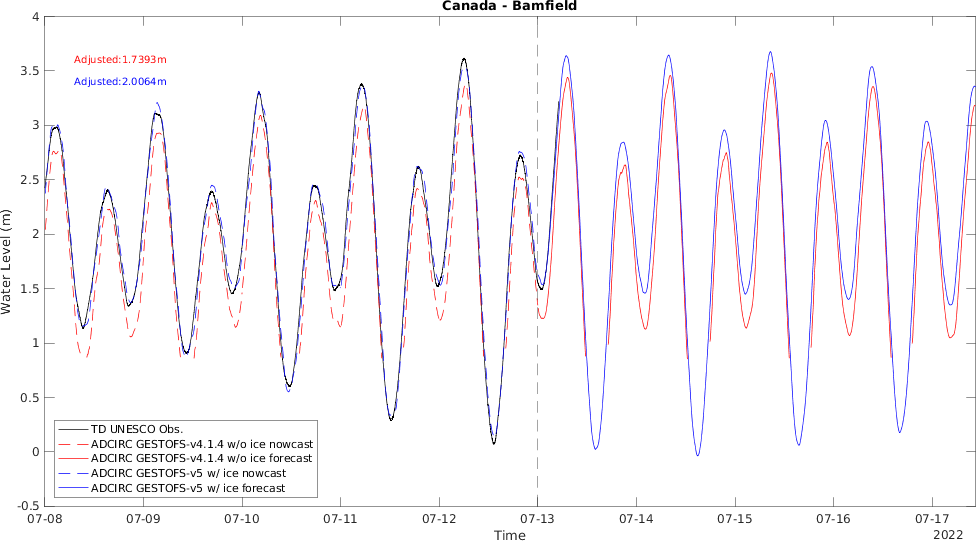 Canada - Bamfield
4
3.5
3
2.5
2
1.5
1
0.5
0
-0.5
Water Level (m)
Adjusted:1.7393m
Adjusted:2.0064m
TD UNESCO Obs.
ADCIRC GESTOFS-v4.1.4 w/o ice nowcast
ADCIRC GESTOFS-v4.1.4 w/o ice forecast
ADCIRC GESTOFS-v5 w/ ice nowcast
ADCIRC GESTOFS-v5 w/ ice forecast
07-08 07-09 07-10 07-11 07-12 07-13 07-14 07-15 07-16 07-17
Time
2022